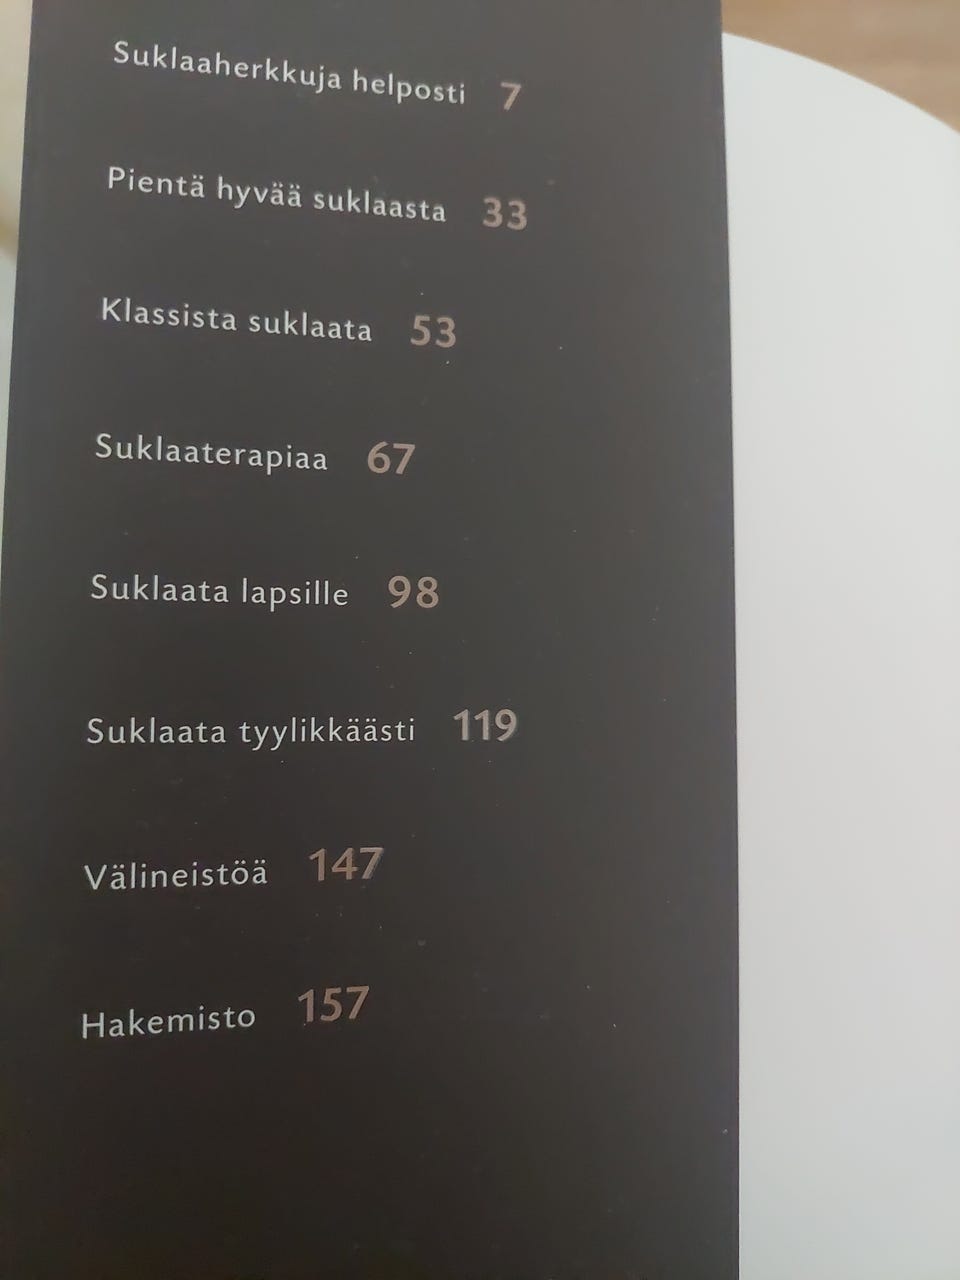 Suklaaherkkuja helposti 7
Pientä hyvää suklaasta 33
Klassista suklaata 53
Suklaaterapiaa 67
Suklaata lapsille 98
Suklaata tyylikkäästi 119
Välineistöä 147
Hakemisto 157